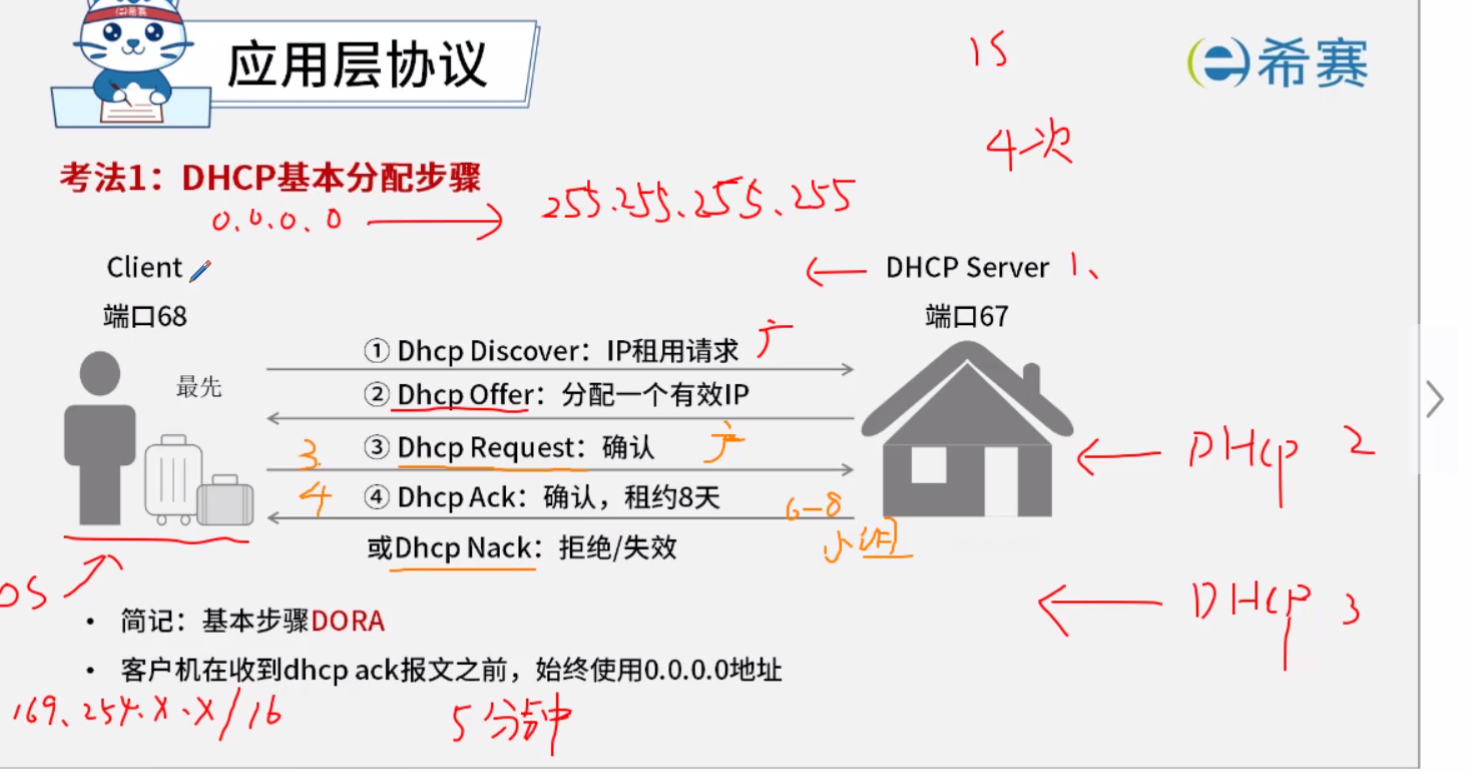 希赛
应用层协议
1S
希赛
4次
考法1：DHCP基本分配步骤
0.0.0.0 → 255.255.255.255
Client
← DHCP Server 1、
端口68
端口67
① Dhcp Discover：IP租用请求 广
最先
② Dhcp Offer：分配一个有效IP
3 ③ Dhcp Request：确认 广
← DHCP 2
4 ④ Dhcp Ack：确认，租约8天
6-8
或Dhcp Nack：拒绝/失效
小组
OS
← DHCP 3
• 简记：基本步骤DORA
• 客户机在收到dhcp ack报文之前，始终使用0.0.0.0地址
169.254.X.X/16
5分钟